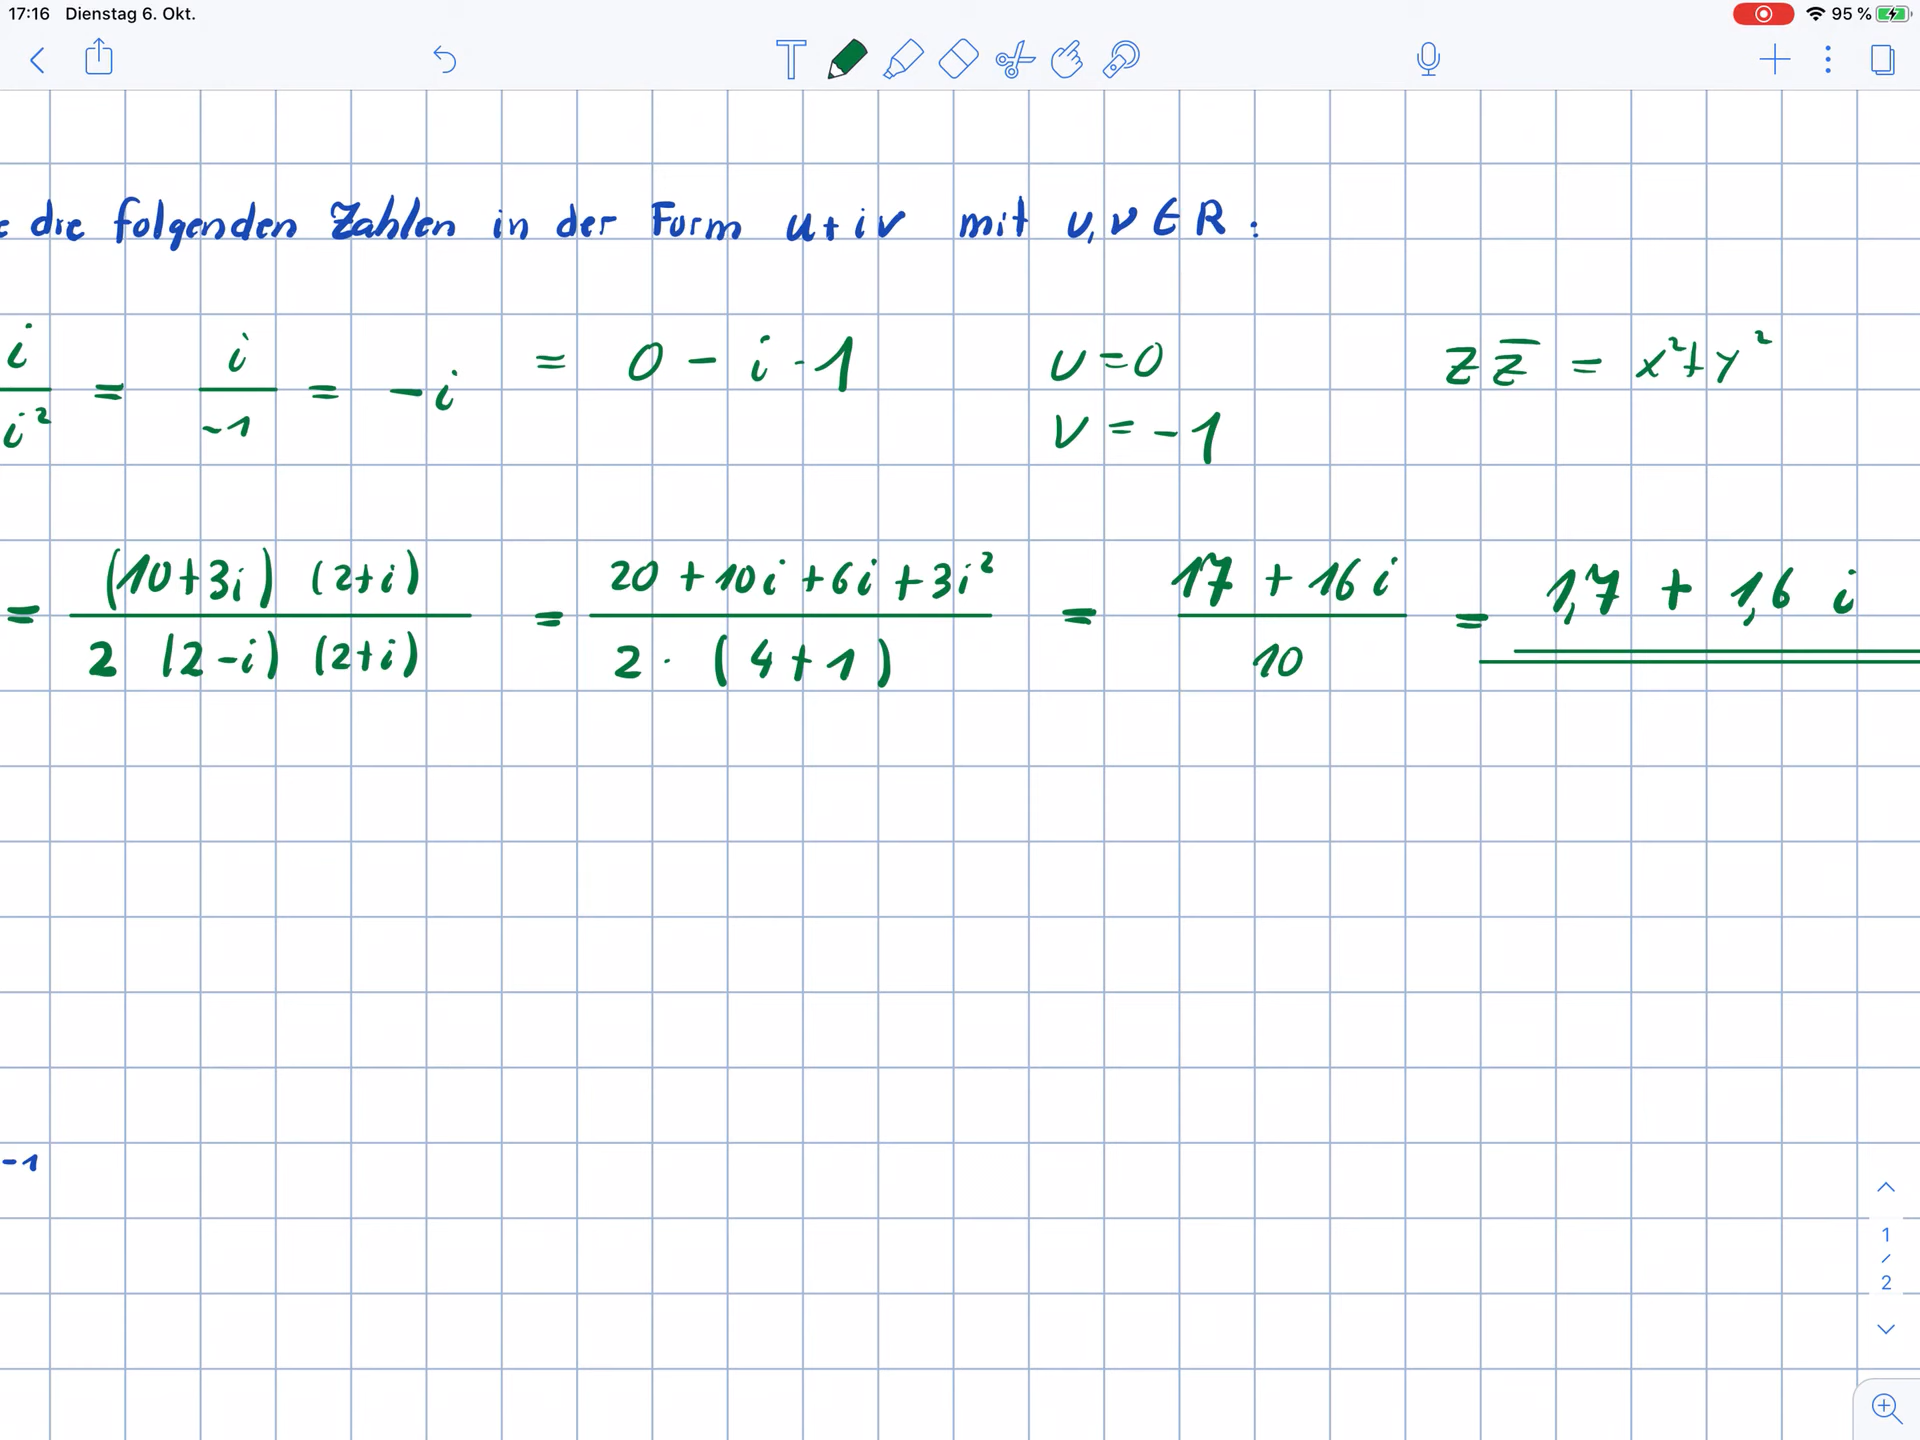 17:16 Dienstag 6. Okt. 95 %
T
die folgenden Zahlen in der Form u+iv mit u,v ∈ R :
i/i² = i/-1 = -i = 0 - i · 1 u=0 z z̅ = x²+y²
v = -1
= (10+3i) (2+i) / 2 (2-i) (2+i) = 20 +10i +6i +3i² / 2 · (4+1) = 17 + 16i / 10 = 1,7 + 1,6 i
-1
1
/
2